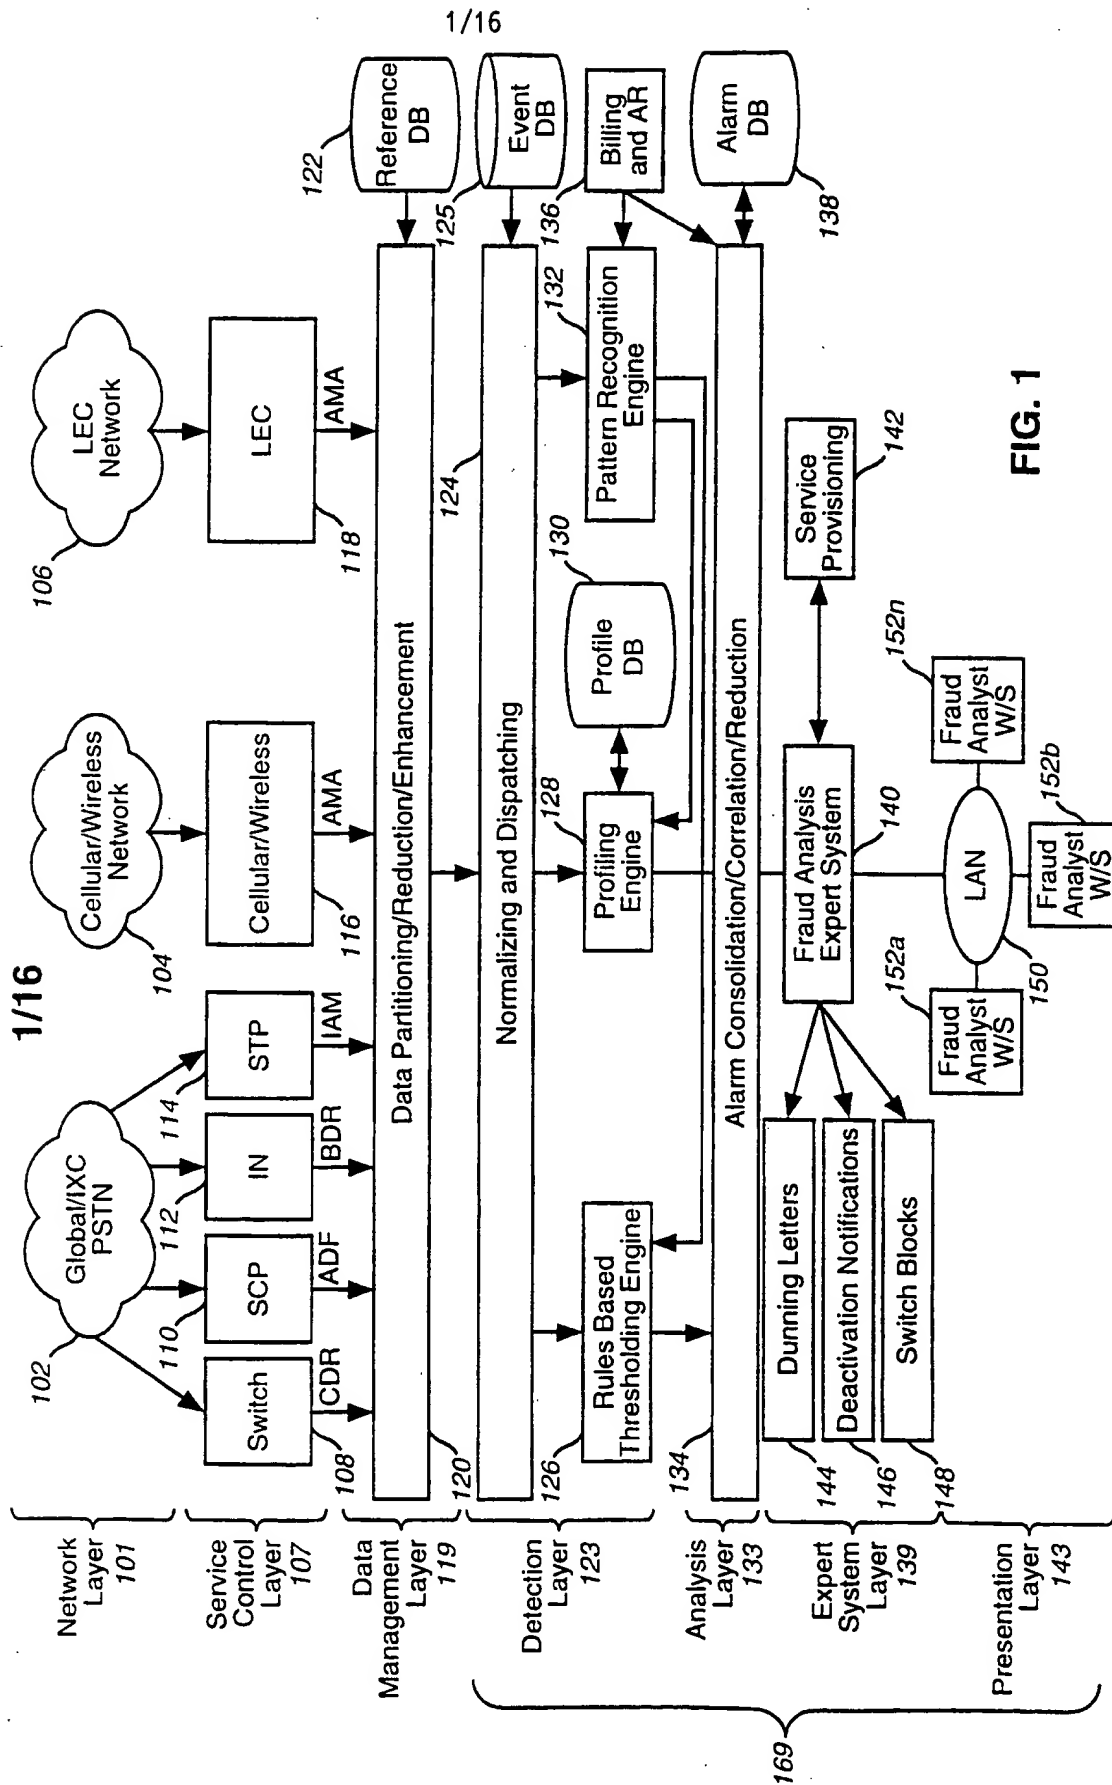 1/16
1/16
Global/IXC
PSTN
102
Cellular/Wireless
Network
104
LEC
Network
106
Network
Layer
101
Switch
108
SCP
110
IN
112
STP
114
Cellular/Wireless
116
LEC
118
CDR
ADF
BDR
IAM
AMA
AMA
Service
Control
Layer
107
Data Partitioning/Reduction/Enhancement
120
Reference
DB
122
Data
Management
Layer
119
Normalizing and Dispatching
124
Event
DB
125
Rules Based
Thresholding Engine
126
Profiling
Engine
128
Profile
DB
130
Pattern Recognition
Engine
132
Billing
and AR
136
Detection
Layer
123
Alarm Consolidation/Correlation/Reduction
134
Alarm
DB
138
Analysis
Layer
133
Dunning Letters
144
Deactivation Notifications
146
Switch Blocks
148
Fraud Analysis
Expert System
140
Service
Provisioning
142
Expert
System
Layer
139
LAN
150
Fraud
Analyst
W/S
152a
Fraud
Analyst
W/S
152b
Fraud
Analyst
W/S
152n
Presentation
Layer
143
169
FIG. 1